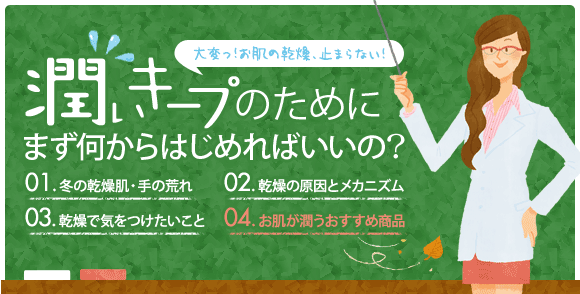 大変っ!お肌の乾燥、止まらない!
潤いキープのために
まず何からはじめればいいの?
01.冬の乾燥肌・手の荒れ
02.乾燥の原因とメカニズム
03.乾燥で気をつけたいこと
04.お肌が潤うおすすめ商品